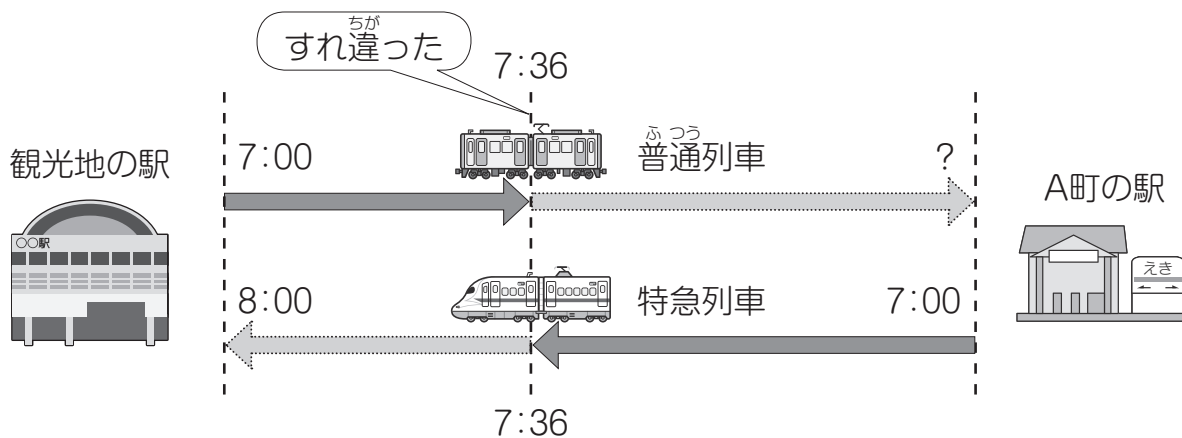 すれ違った
ちが
7:36
観光地の駅
〇〇駅
7:00
普通列車
ふ つう
?
A町の駅
えき
8:00
特急列車
7:00
7:36